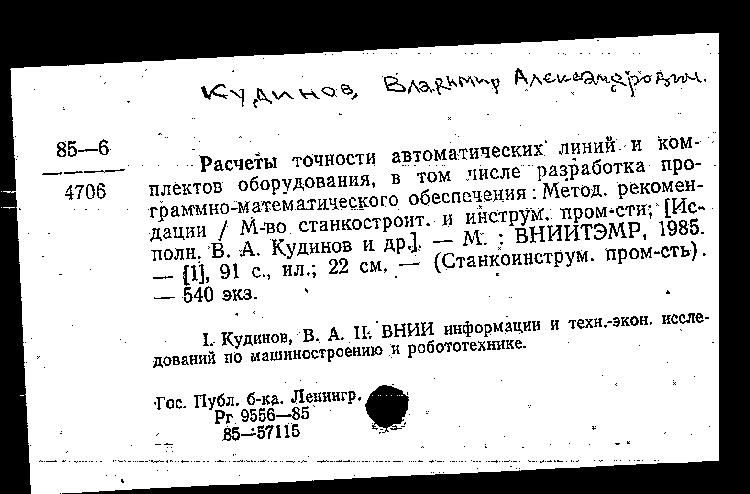 Кудинов, Владимир Александрович.
85—6
4706
Расчеты точности автоматических линий и ком-
плектов оборудования, в том числе разработка про-
граммно-математического обеспечения : Метод. рекомен-
дации / М-во станкостроит. и инструм. пром-сти; [Ис-
полн. В. А. Кудинов и др.]. — М. : ВНИИТЭМР, 1985.
— [1], 91 с., ил.; 22 см. — (Станкоинструм. пром-сть).
— 540 экз.
I. Кудинов, В. А. II. ВНИИ информации и техн.-экон. иссле-
дований по машиностроению и робототехнике.
Гос. Публ. б-ка. Ленингр.
Рг 9556—85
85—57115